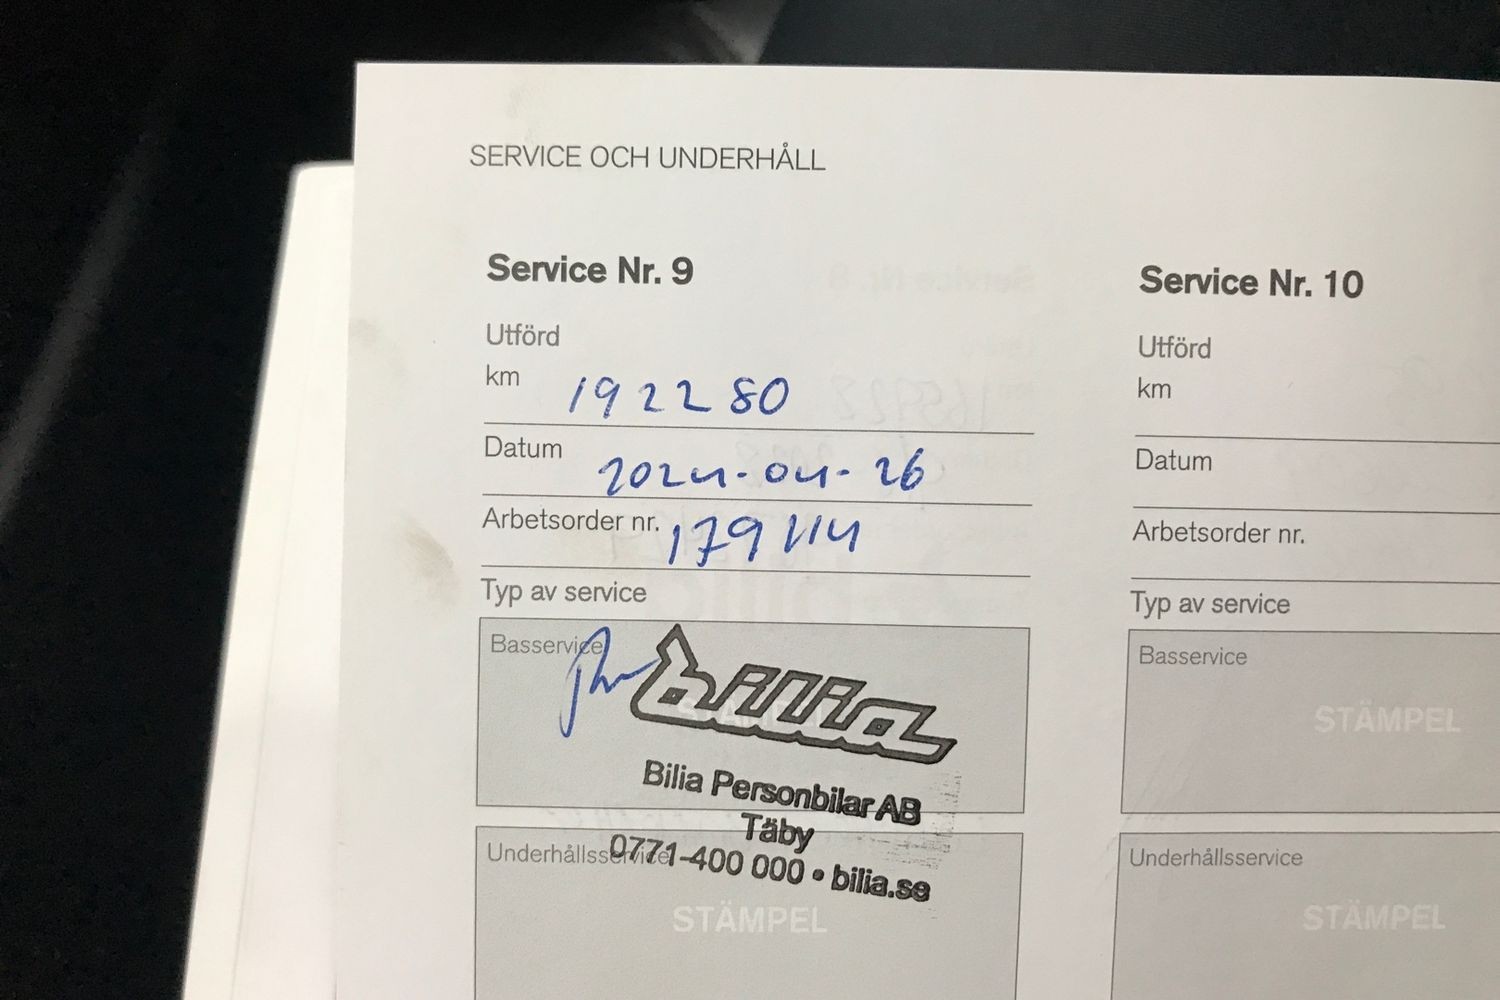 SERVICE OCH UNDERHÅLL
Service Nr. 9
Utförd
km 192280
Datum 2024-04-26
Arbetsorder nr. 179114
Typ av service
Basservice
bilia
Bilia Personbilar AB
Täby
0771-400 000 • bilia.se
Underhållsservice
STÄMPEL
Service Nr. 10
Utförd
km
Datum
Arbetsorder nr.
Typ av service
Basservice
STÄMPEL
Underhållsservice
STÄMPEL